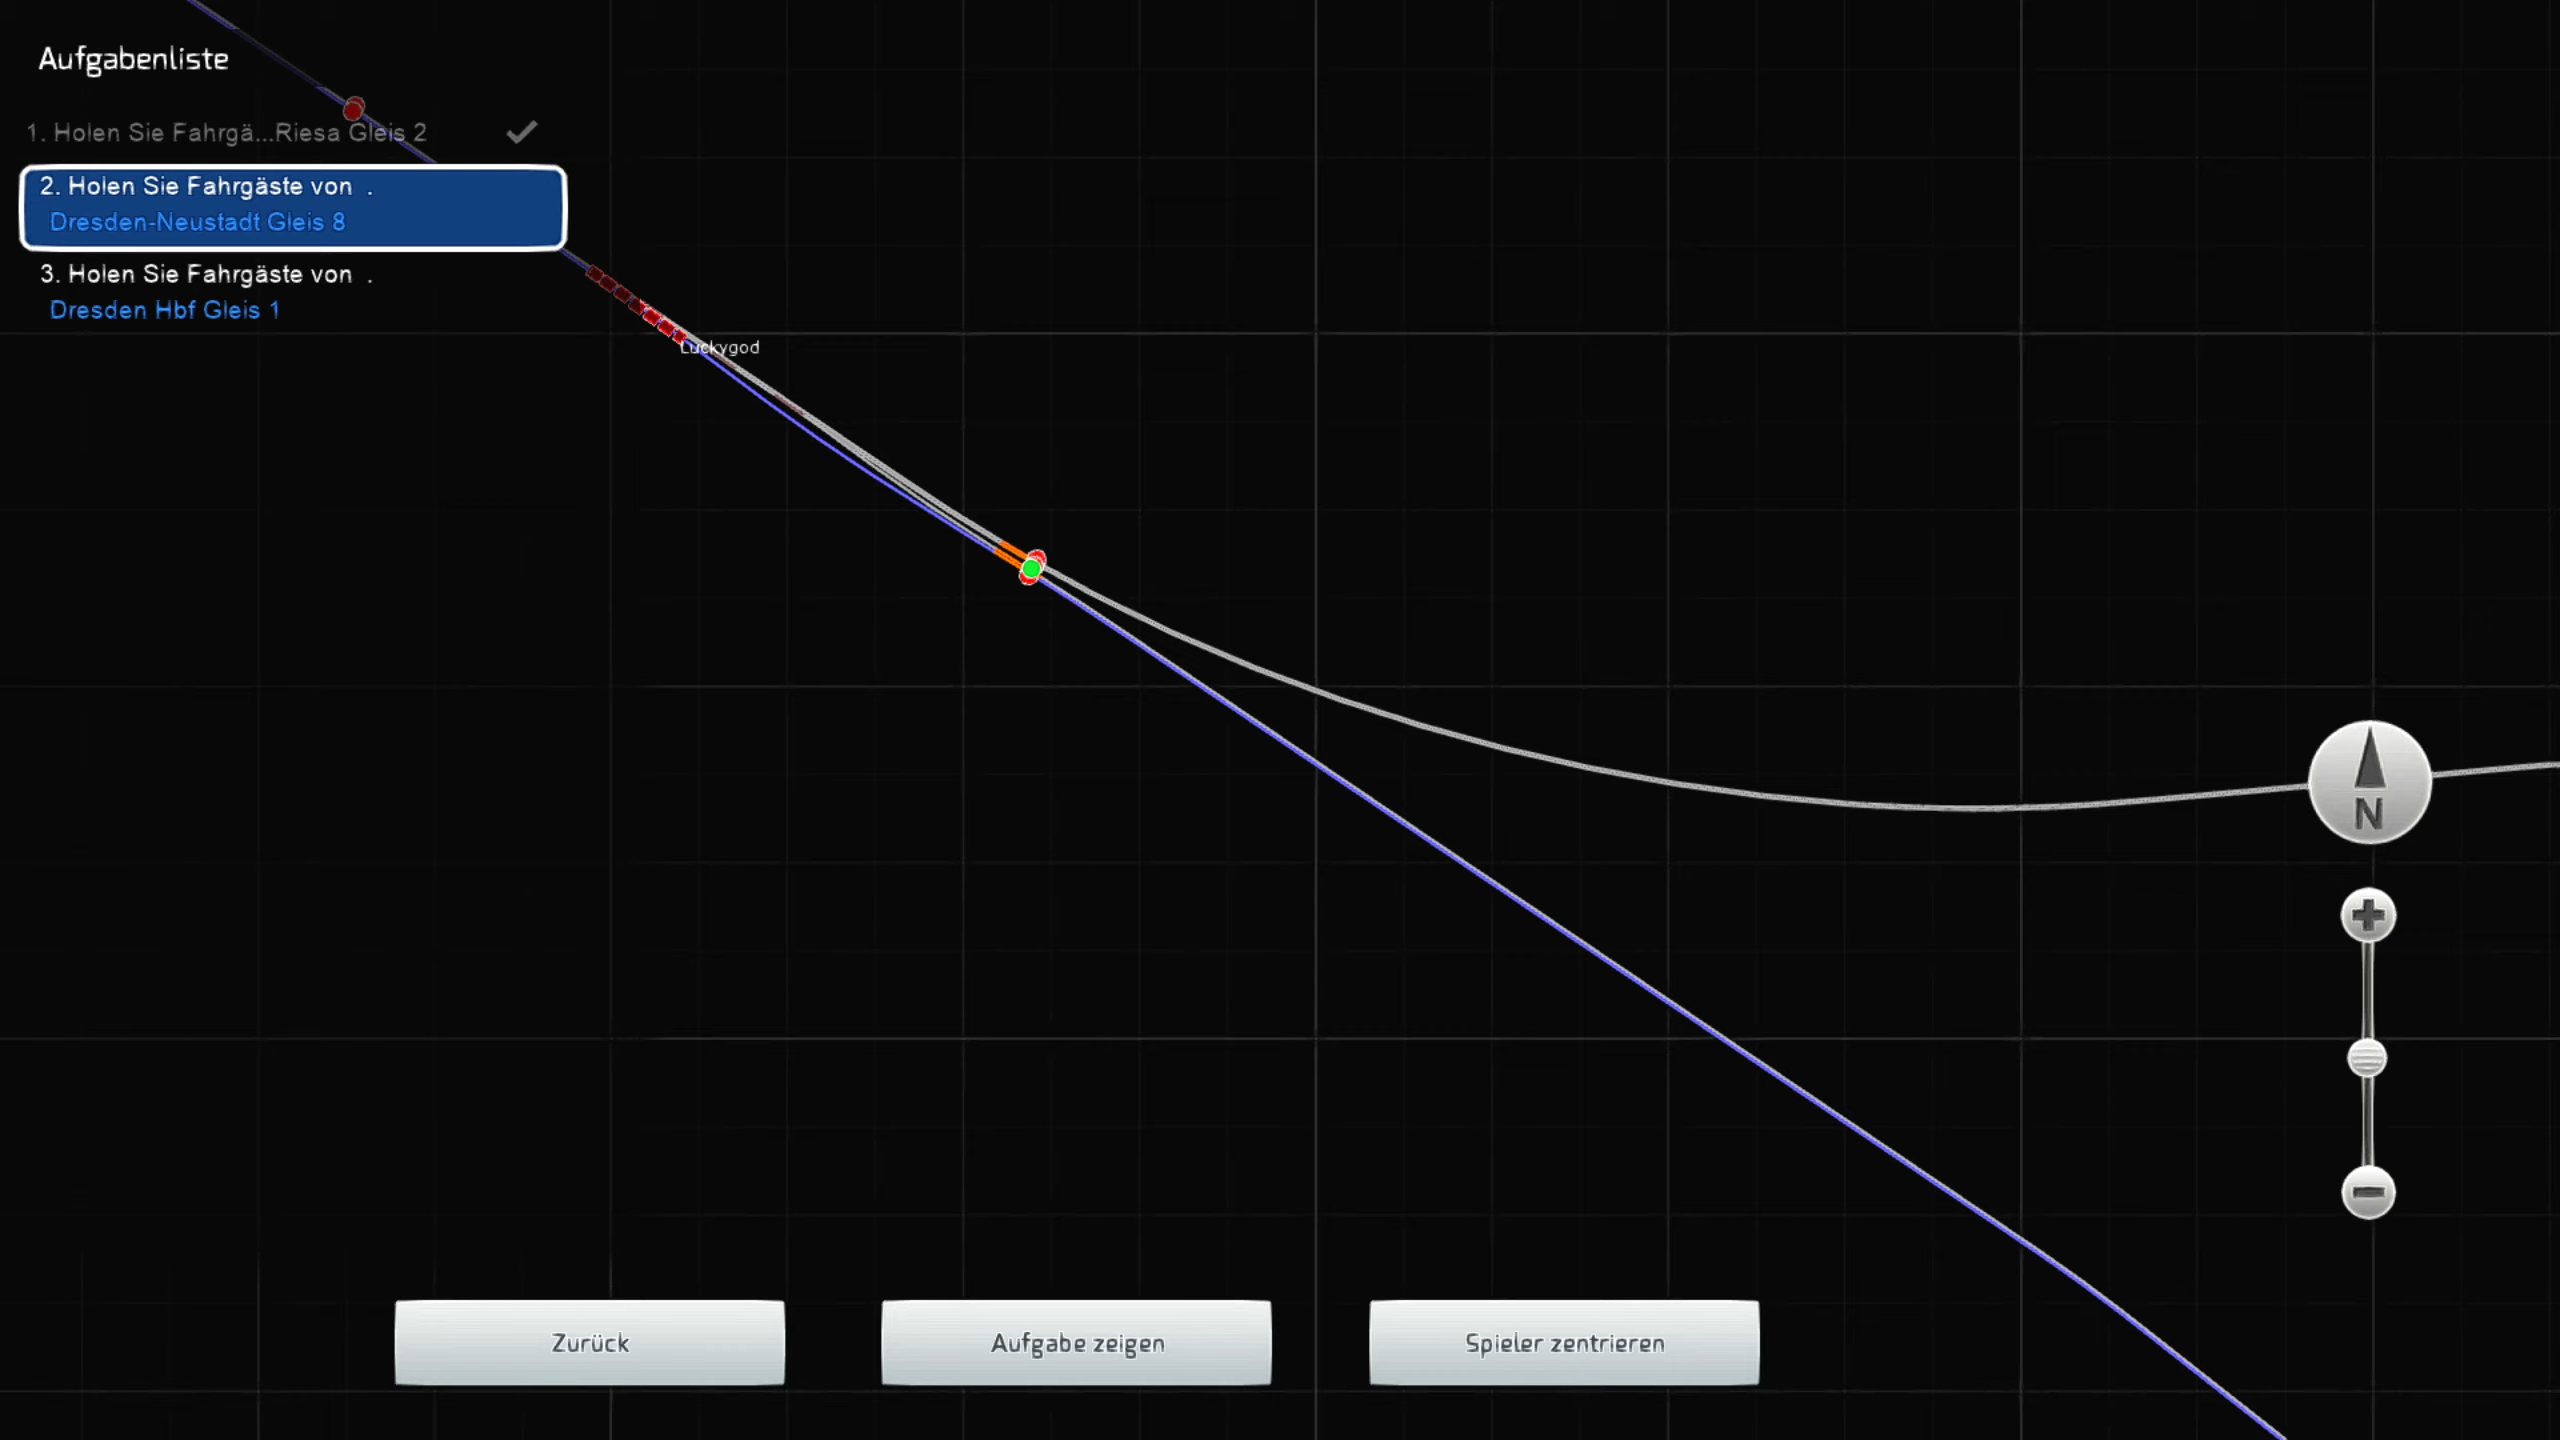 Aufgabenliste
1. Holen Sie Fahrgä...Riesa Gleis 2
2. Holen Sie Fahrgäste von .
Dresden-Neustadt Gleis 8
3. Holen Sie Fahrgäste von .
Dresden Hbf Gleis 1
Luckygod
N
Zurück
Aufgabe zeigen
Spieler zentrieren